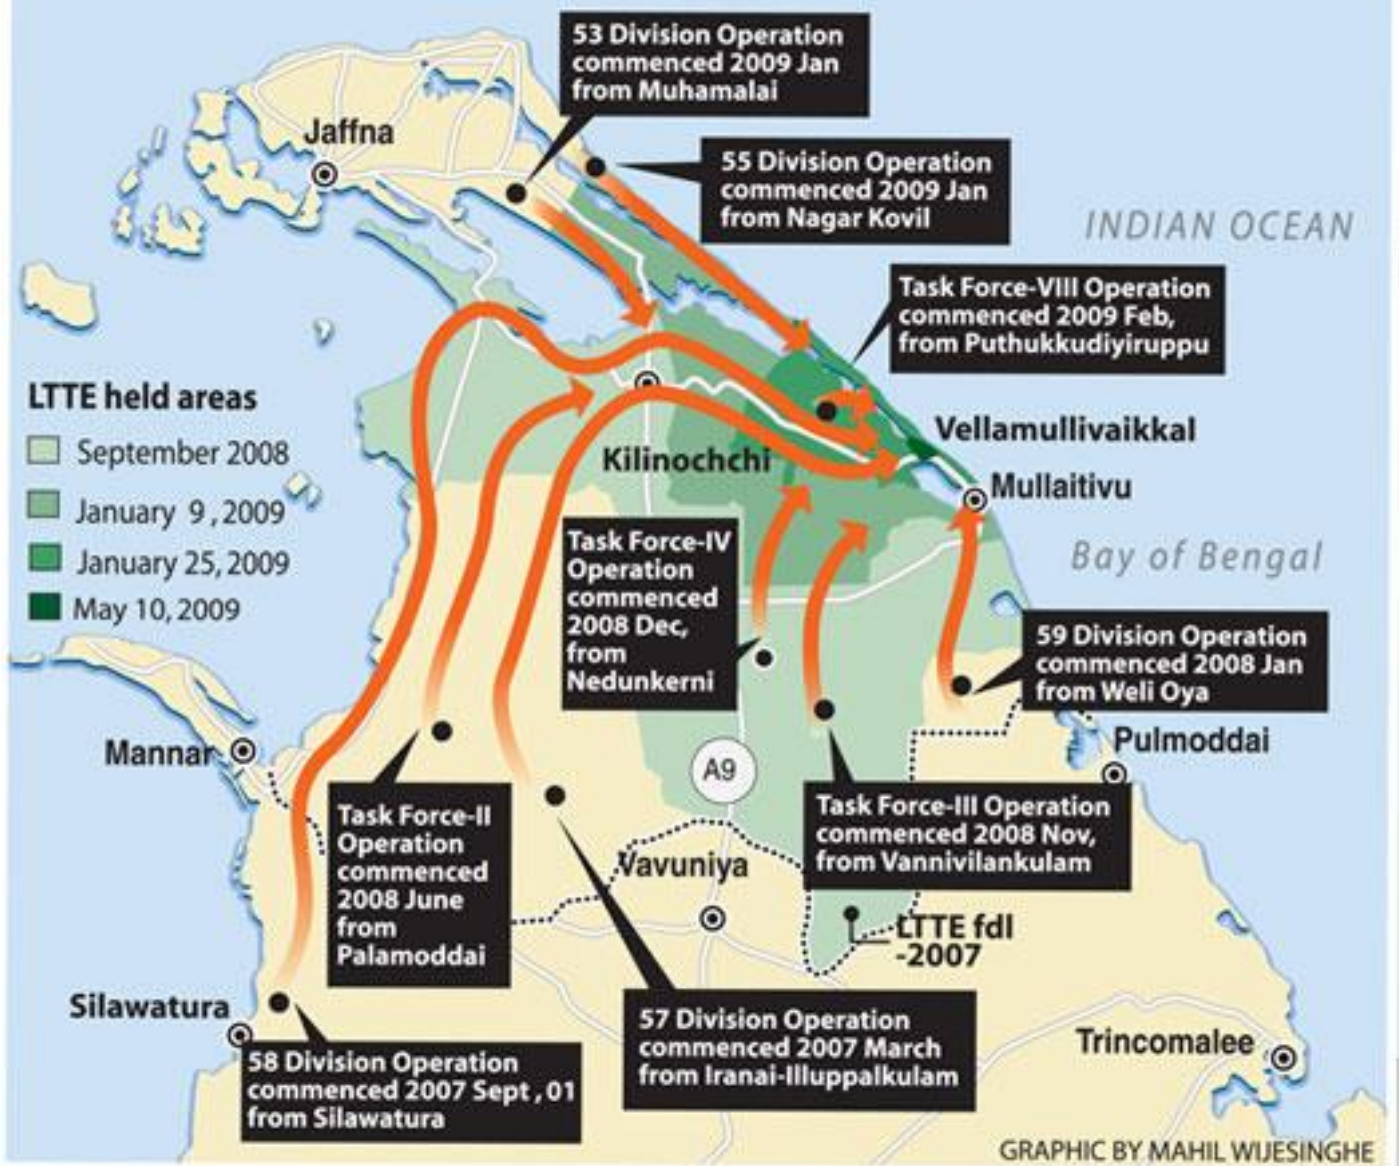 53 Division Operation
commenced 2009 Jan
from Muhamalai
Jaffna
55 Division Operation
commenced 2009 Jan
from Nagar Kovil
INDIAN OCEAN
Task Force-VIII Operation
commenced 2009 Feb,
from Puthukkudiyiruppu
LTTE held areas
September 2008
January 9, 2009
January 25, 2009
May 10, 2009
Vellamullivaikkal
Kilinochchi
Mullaitivu
Bay of Bengal
Task Force-IV
Operation
commenced
2008 Dec,
from
Nedunkerni
59 Division Operation
commenced 2008 Jan
from Weli Oya
Mannar
Pulmoddai
A9
Task Force-II
Operation
commenced
2008 June
from
Palamoddai
Task Force-III Operation
commenced 2008 Nov,
from Vannivilankulam
Vavuniya
LTTE fdl
-2007
Silawatura
57 Division Operation
commenced 2007 March
from Iranai-Illuppalkulam
58 Division Operation
commenced 2007 Sept , 01
from Silawatura
Trincomalee
GRAPHIC BY MAHIL WIJESINGHE